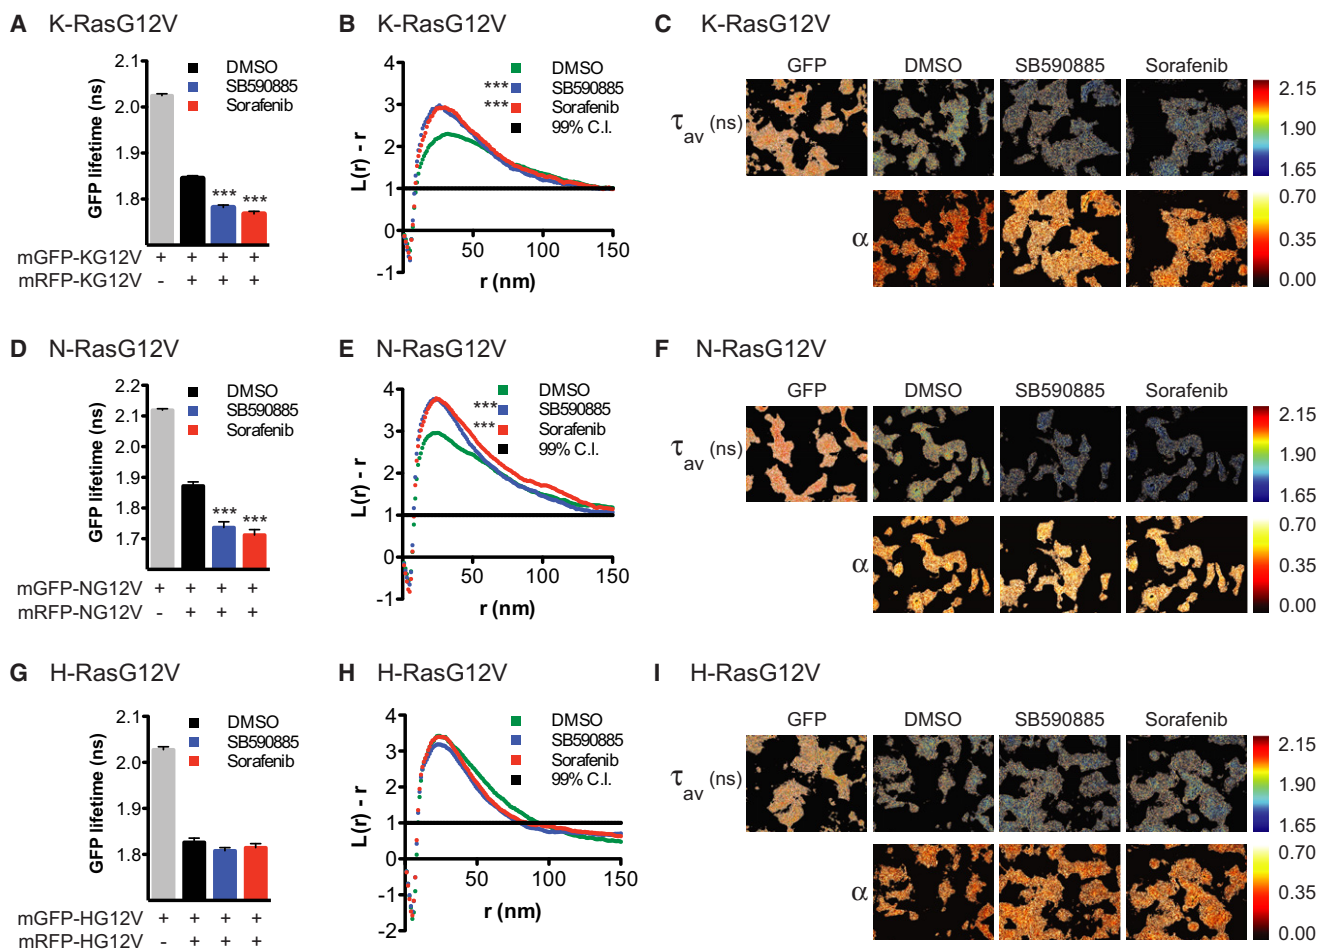 A K-RasG12V
GFP lifetime (ns)
2.1
2.0
1.9
1.8
DMSO
SB590885
Sorafenib
***
***
mGFP-KG12V + + + +
mRFP-KG12V - + + +
B K-RasG12V
L(r) - r
4
3
2
1
0
-1
50 100 150
r (nm)
DMSO
*** SB590885
*** Sorafenib
99% C.I.
C K-RasG12V
GFP DMSO SB590885 Sorafenib
τav (ns)
2.15
1.90
1.65
α
0.70
0.35
0.00
D N-RasG12V
GFP lifetime (ns)
2.2
2.1
2.0
1.90
1.8
1.7
DMSO
SB590885
Sorafenib
***
***
mGFP-NG12V + + + +
mRFP-NG12V - + + +
E N-RasG12V
L(r) - r
4
3
2
1
0
-1
50 100 150
r (nm)
DMSO
*** SB590885
*** Sorafenib
99% C.I.
F N-RasG12V
GFP DMSO SB590885 Sorafenib
τav (ns)
2.15
1.90
1.65
α
0.70
0.35
0.00
G H-RasG12V
GFP lifetime (ns)
2.1
2.0
1.9
1.8
DMSO
SB590885
Sorafenib
mGFP-HG12V + + + +
mRFP-HG12V - + + +
H H-RasG12V
L(r) - r
4
3
2
1
0
-1
-2
50 100 150
r (nm)
DMSO
SB590885
Sorafenib
99% C.I.
I H-RasG12V
GFP DMSO SB590885 Sorafenib
τav (ns)
2.15
1.90
1.65
α
0.70
0.35
0.00